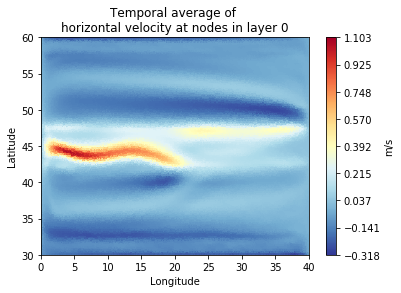 Temporal average of
horizontal velocity at nodes in layer 0
60
55
50
45
40
35
30
Latitude
0 5 10 15 20 25 30 35 40
Longitude
1.103
0.925
0.748
0.570
0.392
0.215
0.037
−0.141
−0.318
m/s